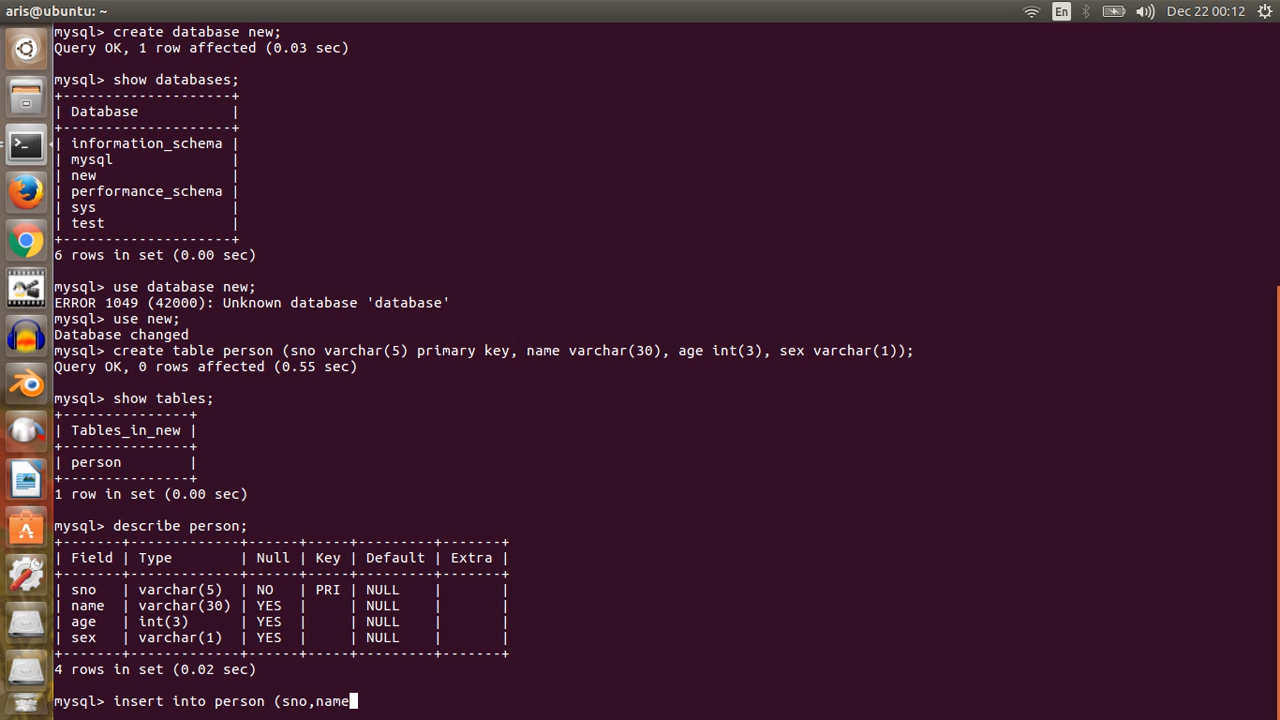 aris@ubuntu: ~
En
Dec 22 00:12
mysql> create database new;
Query OK, 1 row affected (0.03 sec)
mysql> show databases;
+--------------------+
| Database           |
+--------------------+
| information_schema |
| mysql              |
| new                |
| performance_schema |
| sys                |
| test               |
+--------------------+
6 rows in set (0.00 sec)
mysql> use database new;
ERROR 1049 (42000): Unknown database 'database'
mysql> use new;
Database changed
mysql> create table person (sno varchar(5) primary key, name varchar(30), age int(3), sex varchar(1));
Query OK, 0 rows affected (0.55 sec)
mysql> show tables;
+---------------+
| Tables_in_new |
+---------------+
| person        |
+---------------+
1 row in set (0.00 sec)
mysql> describe person;
+-------+-------------+------+-----+---------+-------+
| Field | Type        | Null | Key | Default | Extra |
+-------+-------------+------+-----+---------+-------+
| sno   | varchar(5)  | NO   | PRI | NULL    |       |
| name  | varchar(30) | YES  |     | NULL    |       |
| age   | int(3)      | YES  |     | NULL    |       |
| sex   | varchar(1)  | YES  |     | NULL    |       |
+-------+-------------+------+-----+---------+-------+
4 rows in set (0.02 sec)
mysql> insert into person (sno,name